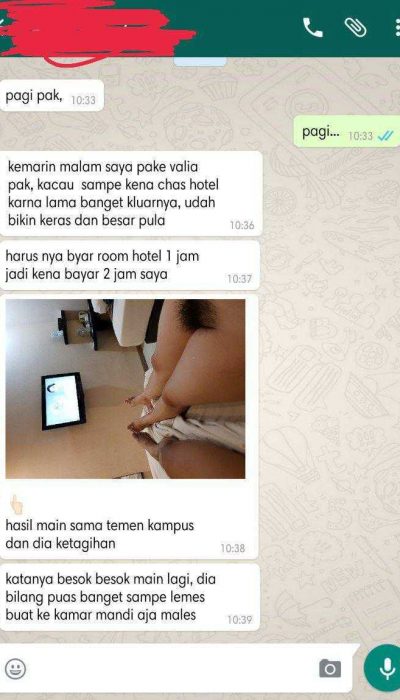 pagi pak,
10:33
pagi...
10:33
kemarin malam saya pake valia
pak, kacau sampe kena chas hotel
karna lama banget kluarnya, udah
bikin keras dan besar pula
10:36
harus nya byar room hotel 1 jam
jadi kena bayar 2 jam saya
10:37
hasil main sama temen kampus
dan dia ketagihan
10:38
katanya besok besok main lagi, dia
bilang puas banget sampe lemes
buat ke kamar mandi aja males
10:39